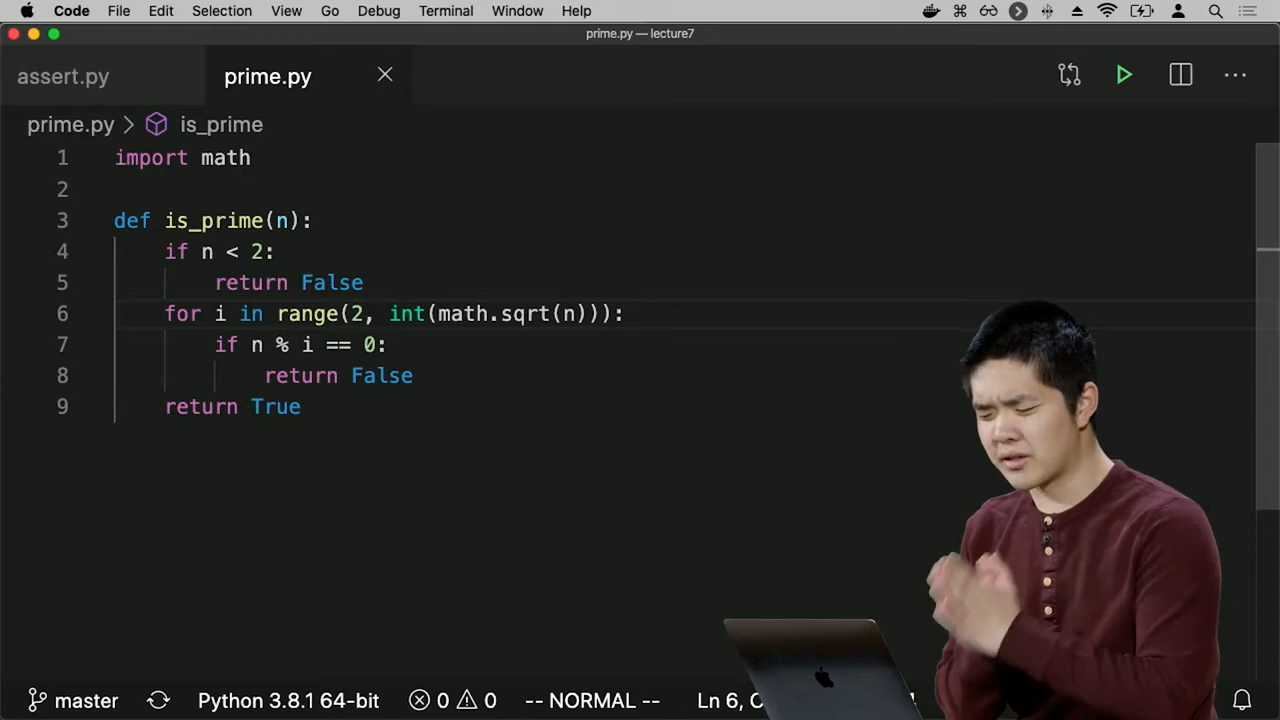 Code File Edit Selection View Go Debug Terminal Window Help
prime.py — lecture7
assert.py prime.py
prime.py is_prime
1 import math
2
3 def is_prime(n):
4 if n < 2:
5 return False
6 for i in range(2, int(math.sqrt(n))):
7 if n % i == 0:
8 return False
9 return True
master Python 3.8.1 64-bit 0 0 -- NORMAL -- Ln 6,